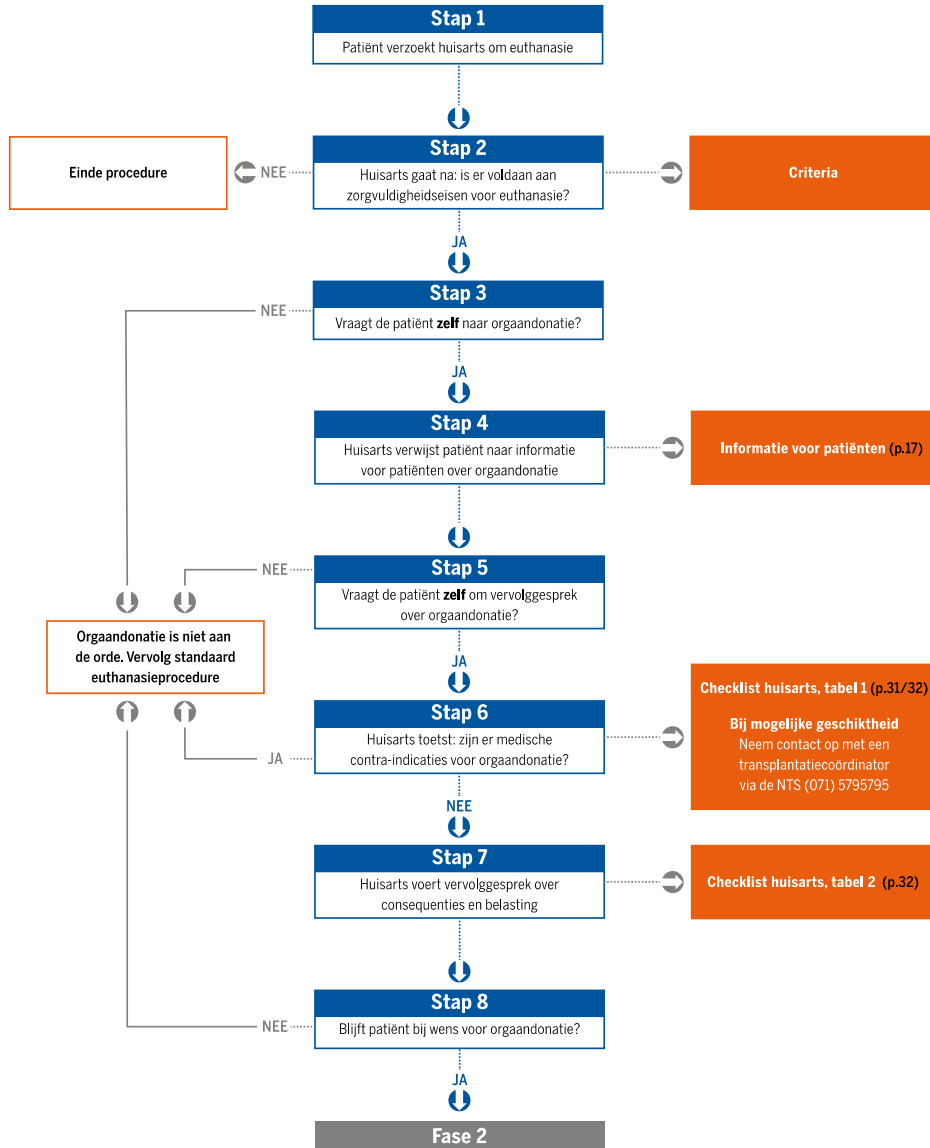 Stap 1
Patiënt verzoekt huisarts om euthanasie
Stap 2
Huisarts gaat na: is er voldaan aan
zorgvuldigheidseisen voor euthanasie?
NEE
Einde procedure
Criteria
JA
Stap 3
Vraagt de patiënt zelf naar orgaandonatie?
NEE
JA
Stap 4
Huisarts verwijst patiënt naar informatie
voor patiënten over orgaandonatie
Informatie voor patiënten (p.17)
Stap 5
Vraagt de patiënt zelf om vervolggesprek
over orgaandonatie?
NEE
Orgaandonatie is niet aan
de orde. Vervolg standaard
euthanasieprocedure
JA
Stap 6
Huisarts toetst: zijn er medische
contra-indicaties voor orgaandonatie?
JA
Checklist huisarts, tabel 1 (p.31/32)
Bij mogelijke geschiktheid
Neem contact op met een
transplantatiecoördinator
via de NTS (071) 5795795
NEE
Stap 7
Huisarts voert vervolggesprek over
consequenties en belasting
Checklist huisarts, tabel 2 (p.32)
Stap 8
Blijft patiënt bij wens voor orgaandonatie?
NEE
JA
Fase 2